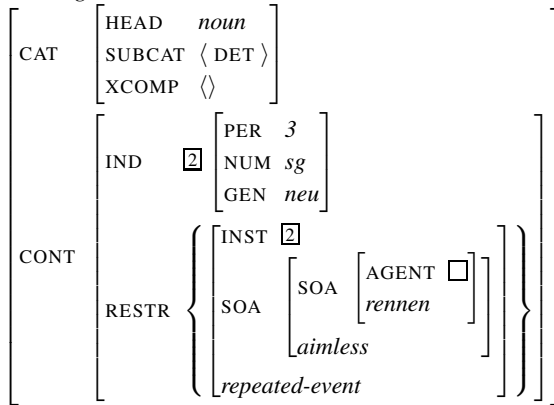 CAT HEAD noun
SUBCAT ⟨ DET ⟩
XCOMP ⟨⟩
CONT IND 2 PER 3
NUM sg
GEN neu
RESTR INST 2
SOA SOA AGENT
rennen
aimless
repeated-event